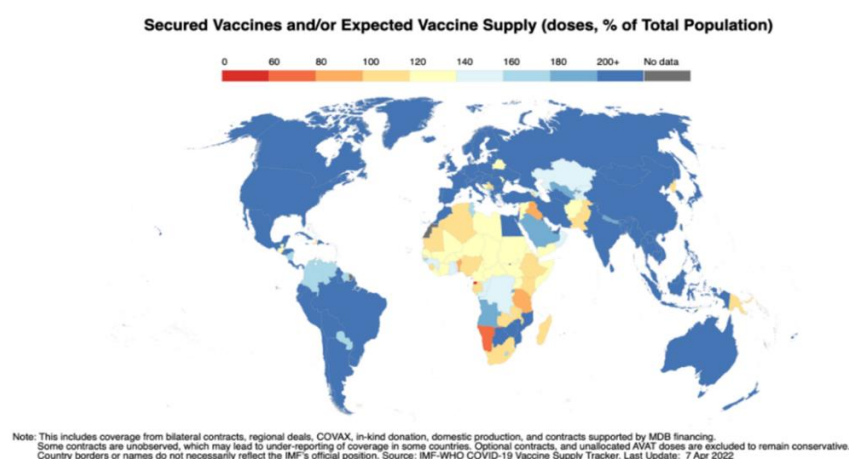 Secured Vaccines and/or Expected Vaccine Supply (doses, % of Total Population)
0 60 80 100 120 140 160 180 200+ No data
Note: This includes coverage from bilateral contracts, regional deals, COVAX, in-kind donation, domestic production, and contracts supported by MDB financing.
Some contracts are unobserved, which may lead to under-reporting of coverage in some countries. Optional contracts, and unallocated AVAT doses are excluded to remain conservative.
Country borders or names do not necessarily reflect the IMF's official position. Source: IMF-WHO COVID-19 Vaccine Supply Tracker. Last Update: 7 Apr 2022